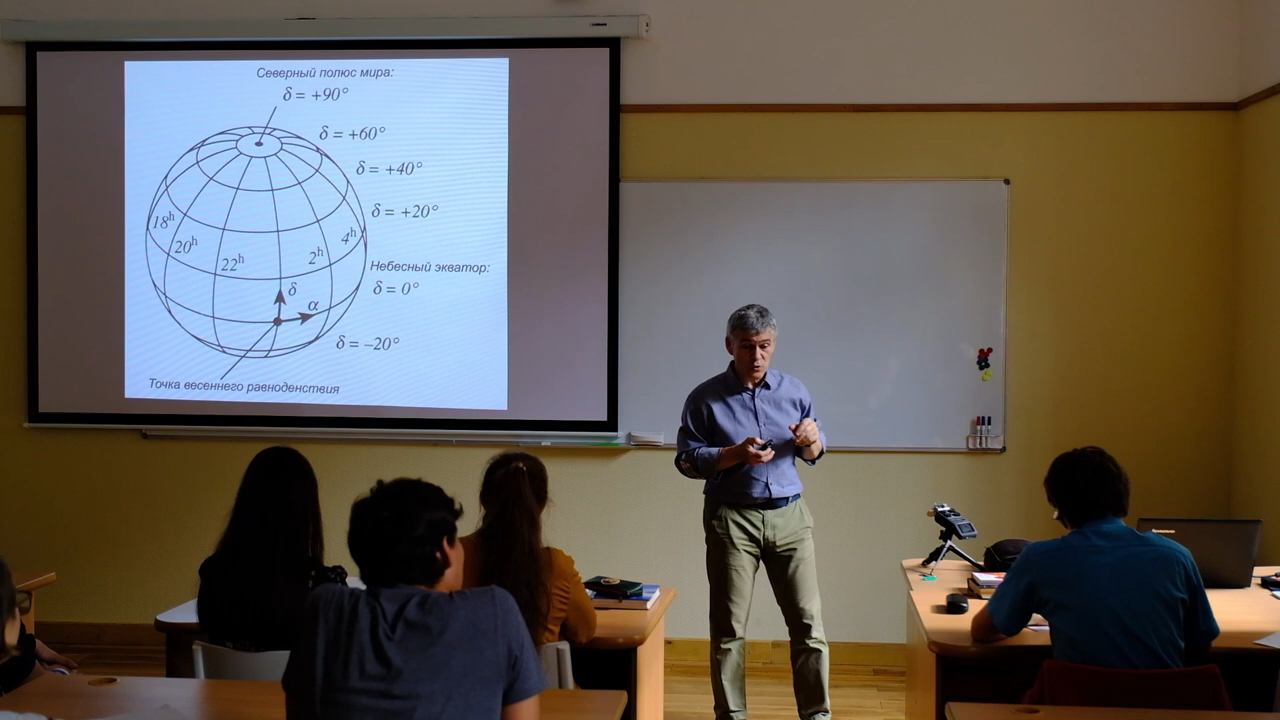 Северный полюс мира:
δ = +90°
δ = +60°
δ = +40°
δ = +20°
18h
20h
22h
2h
4h
Небесный экватор:
δ = 0°
δ
α
δ = –20°
Точка весеннего равноденствия